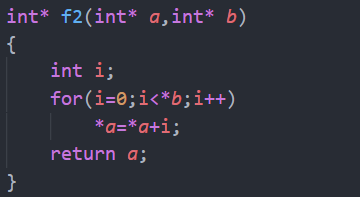 int* f2(int* a,int* b)
{
    int i;
    for(i=0;i<*b;i++)
        *a=*a+i;
    return a;
}